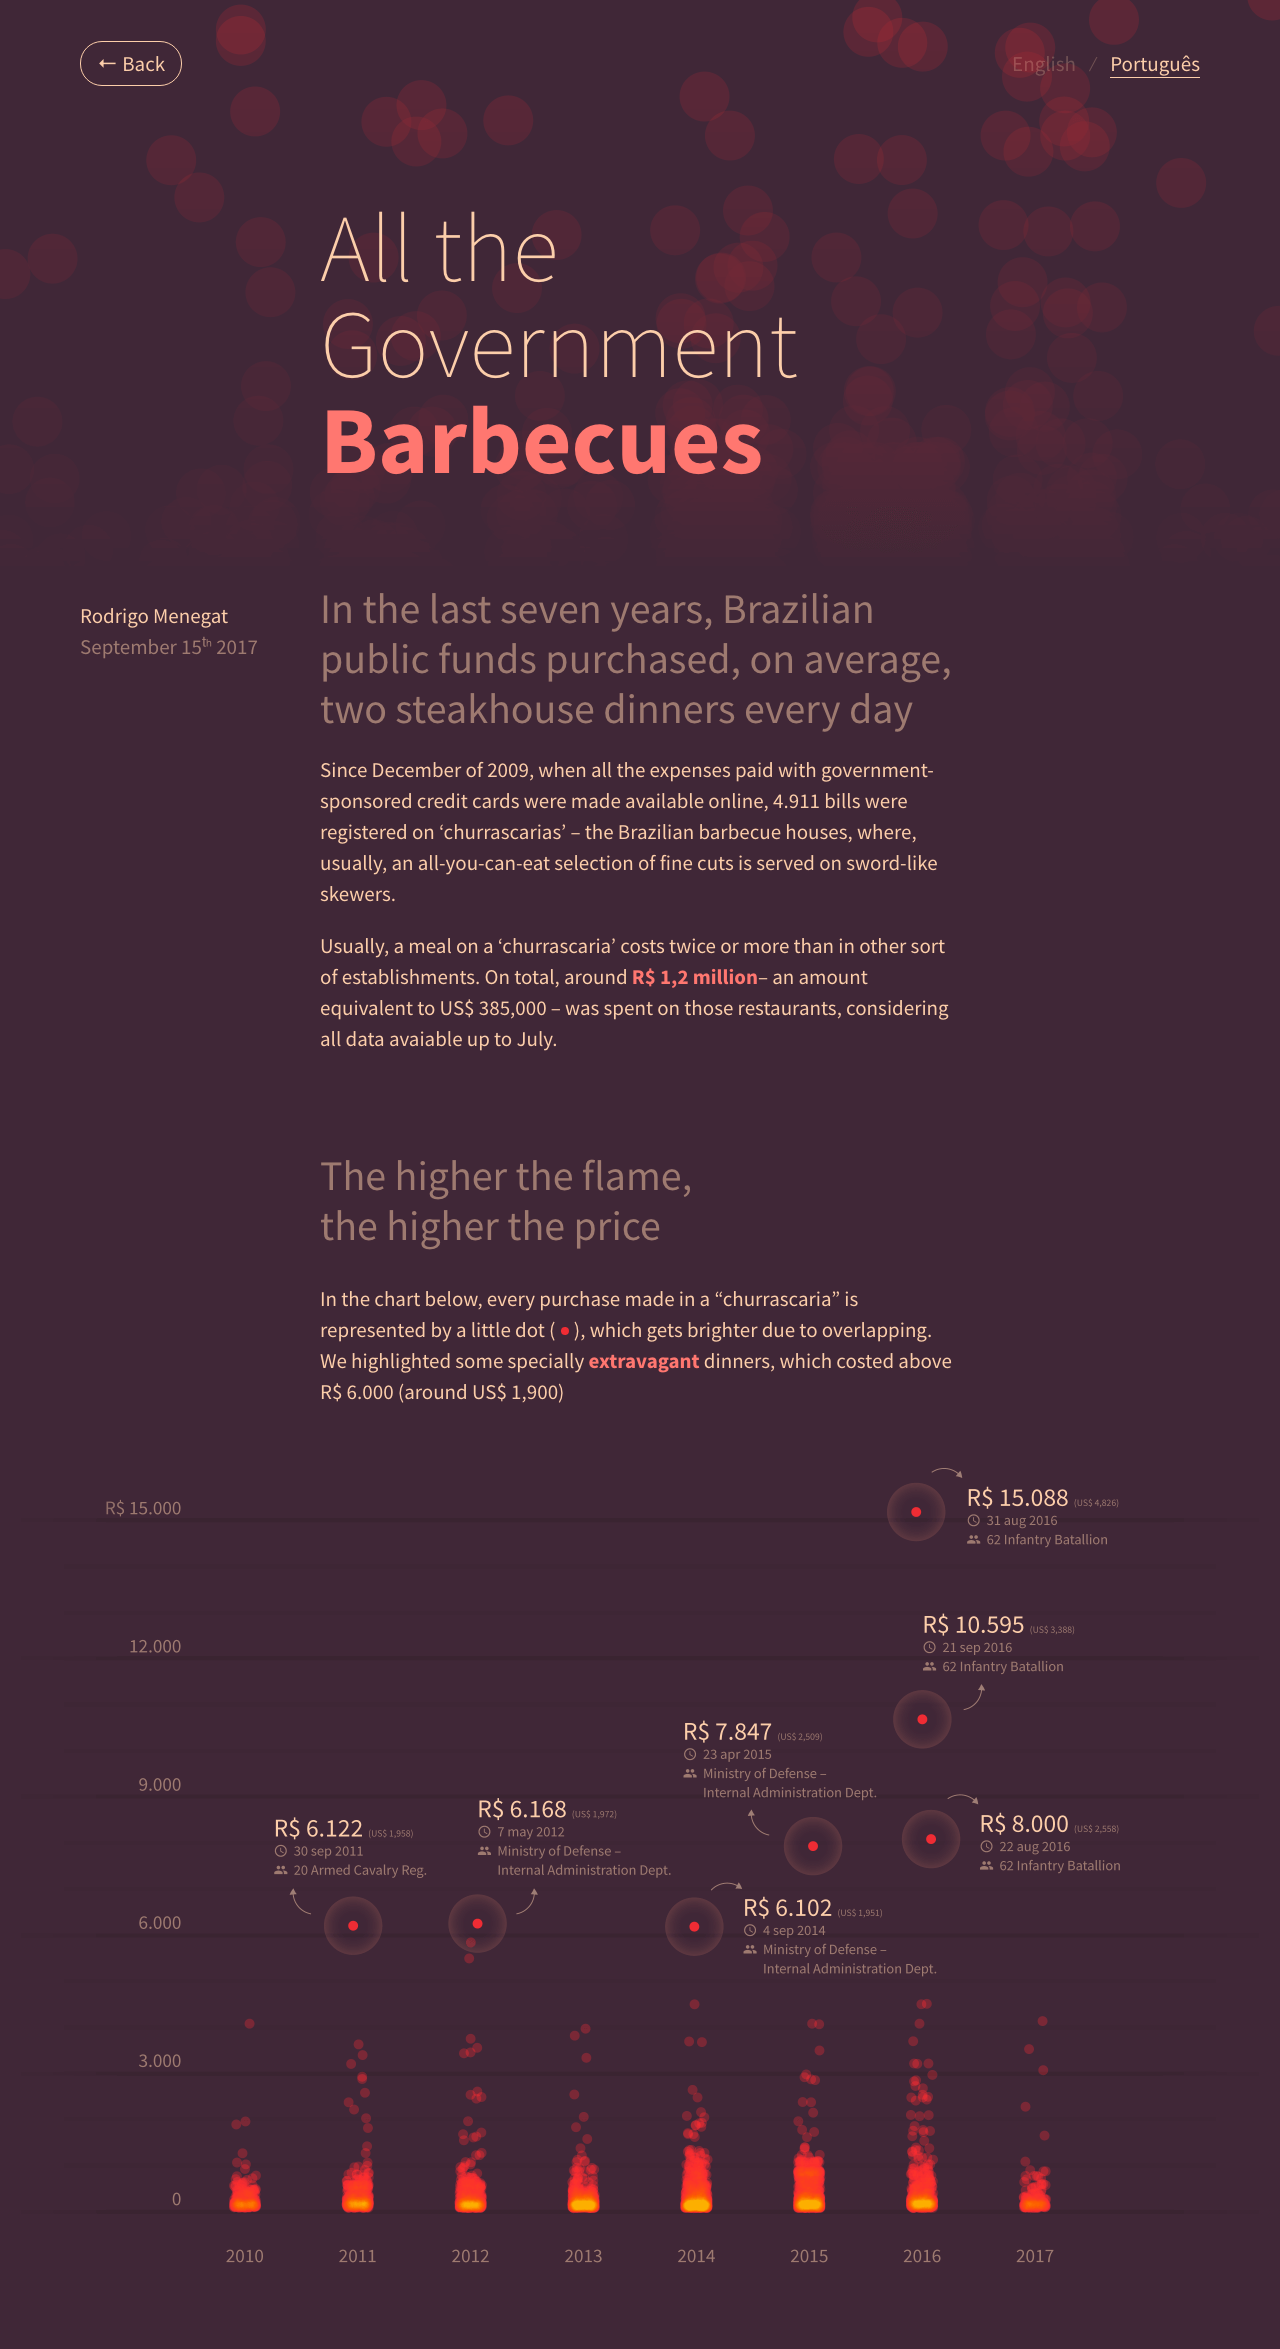 ← Back
English / Português
All the
Government
Barbecues
Rodrigo Menegat
September 15th 2017
In the last seven years, Brazilian
public funds purchased, on average,
two steakhouse dinners every day
Since December of 2009, when all the expenses paid with government-
sponsored credit cards were made available online, 4.911 bills were
registered on ‘churrascarias’ – the Brazilian barbecue houses, where,
usually, an all-you-can-eat selection of fine cuts is served on sword-like
skewers.
Usually, a meal on a ‘churrascaria’ costs twice or more than in other sort
of establishments. On total, around R$ 1,2 million– an amount
equivalent to US$ 385,000 – was spent on those restaurants, considering
all data avaiable up to July.
The higher the flame,
the higher the price
In the chart below, every purchase made in a “churrascaria” is
represented by a little dot ( ● ), which gets brighter due to overlapping.
We highlighted some specially extravagant dinners, which costed above
R$ 6.000 (around US$ 1,900)
R$ 15.000
R$ 15.088 (US$ 4,826)
31 aug 2016
62 Infantry Batallion
R$ 10.595 (US$ 3,388)
21 sep 2016
62 Infantry Batallion
12.000
R$ 7.847 (US$ 2,509)
23 apr 2015
Ministry of Defense –
Internal Administration Dept.
9.000
R$ 6.168 (US$ 1,972)
7 may 2012
Ministry of Defense –
Internal Administration Dept.
R$ 6.122 (US$ 1,958)
30 sep 2011
20 Armed Cavalry Reg.
R$ 8.000 (US$ 2,558)
22 aug 2016
62 Infantry Batallion
R$ 6.102 (US$ 1,951)
4 sep 2014
Ministry of Defense –
Internal Administration Dept.
6.000
3.000
0
2010 2011 2012 2013 2014 2015 2016 2017